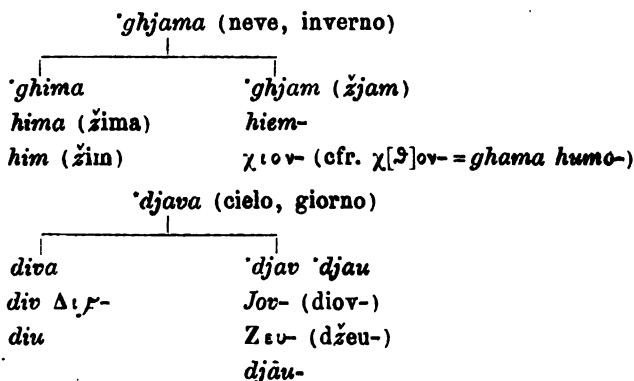 *ghjama (neve, inverno)
*ghima *ghjam (žjam)
hima (žima) hiem-
him (žim) χιον- (cfr. χ[ϑ]ον- = ghama humo-)
*djava (cielo, giorno)
diva *djav *djau
div Διϝ- Jov- (diov-)
diu Ζευ- (džeu-)
djâu-